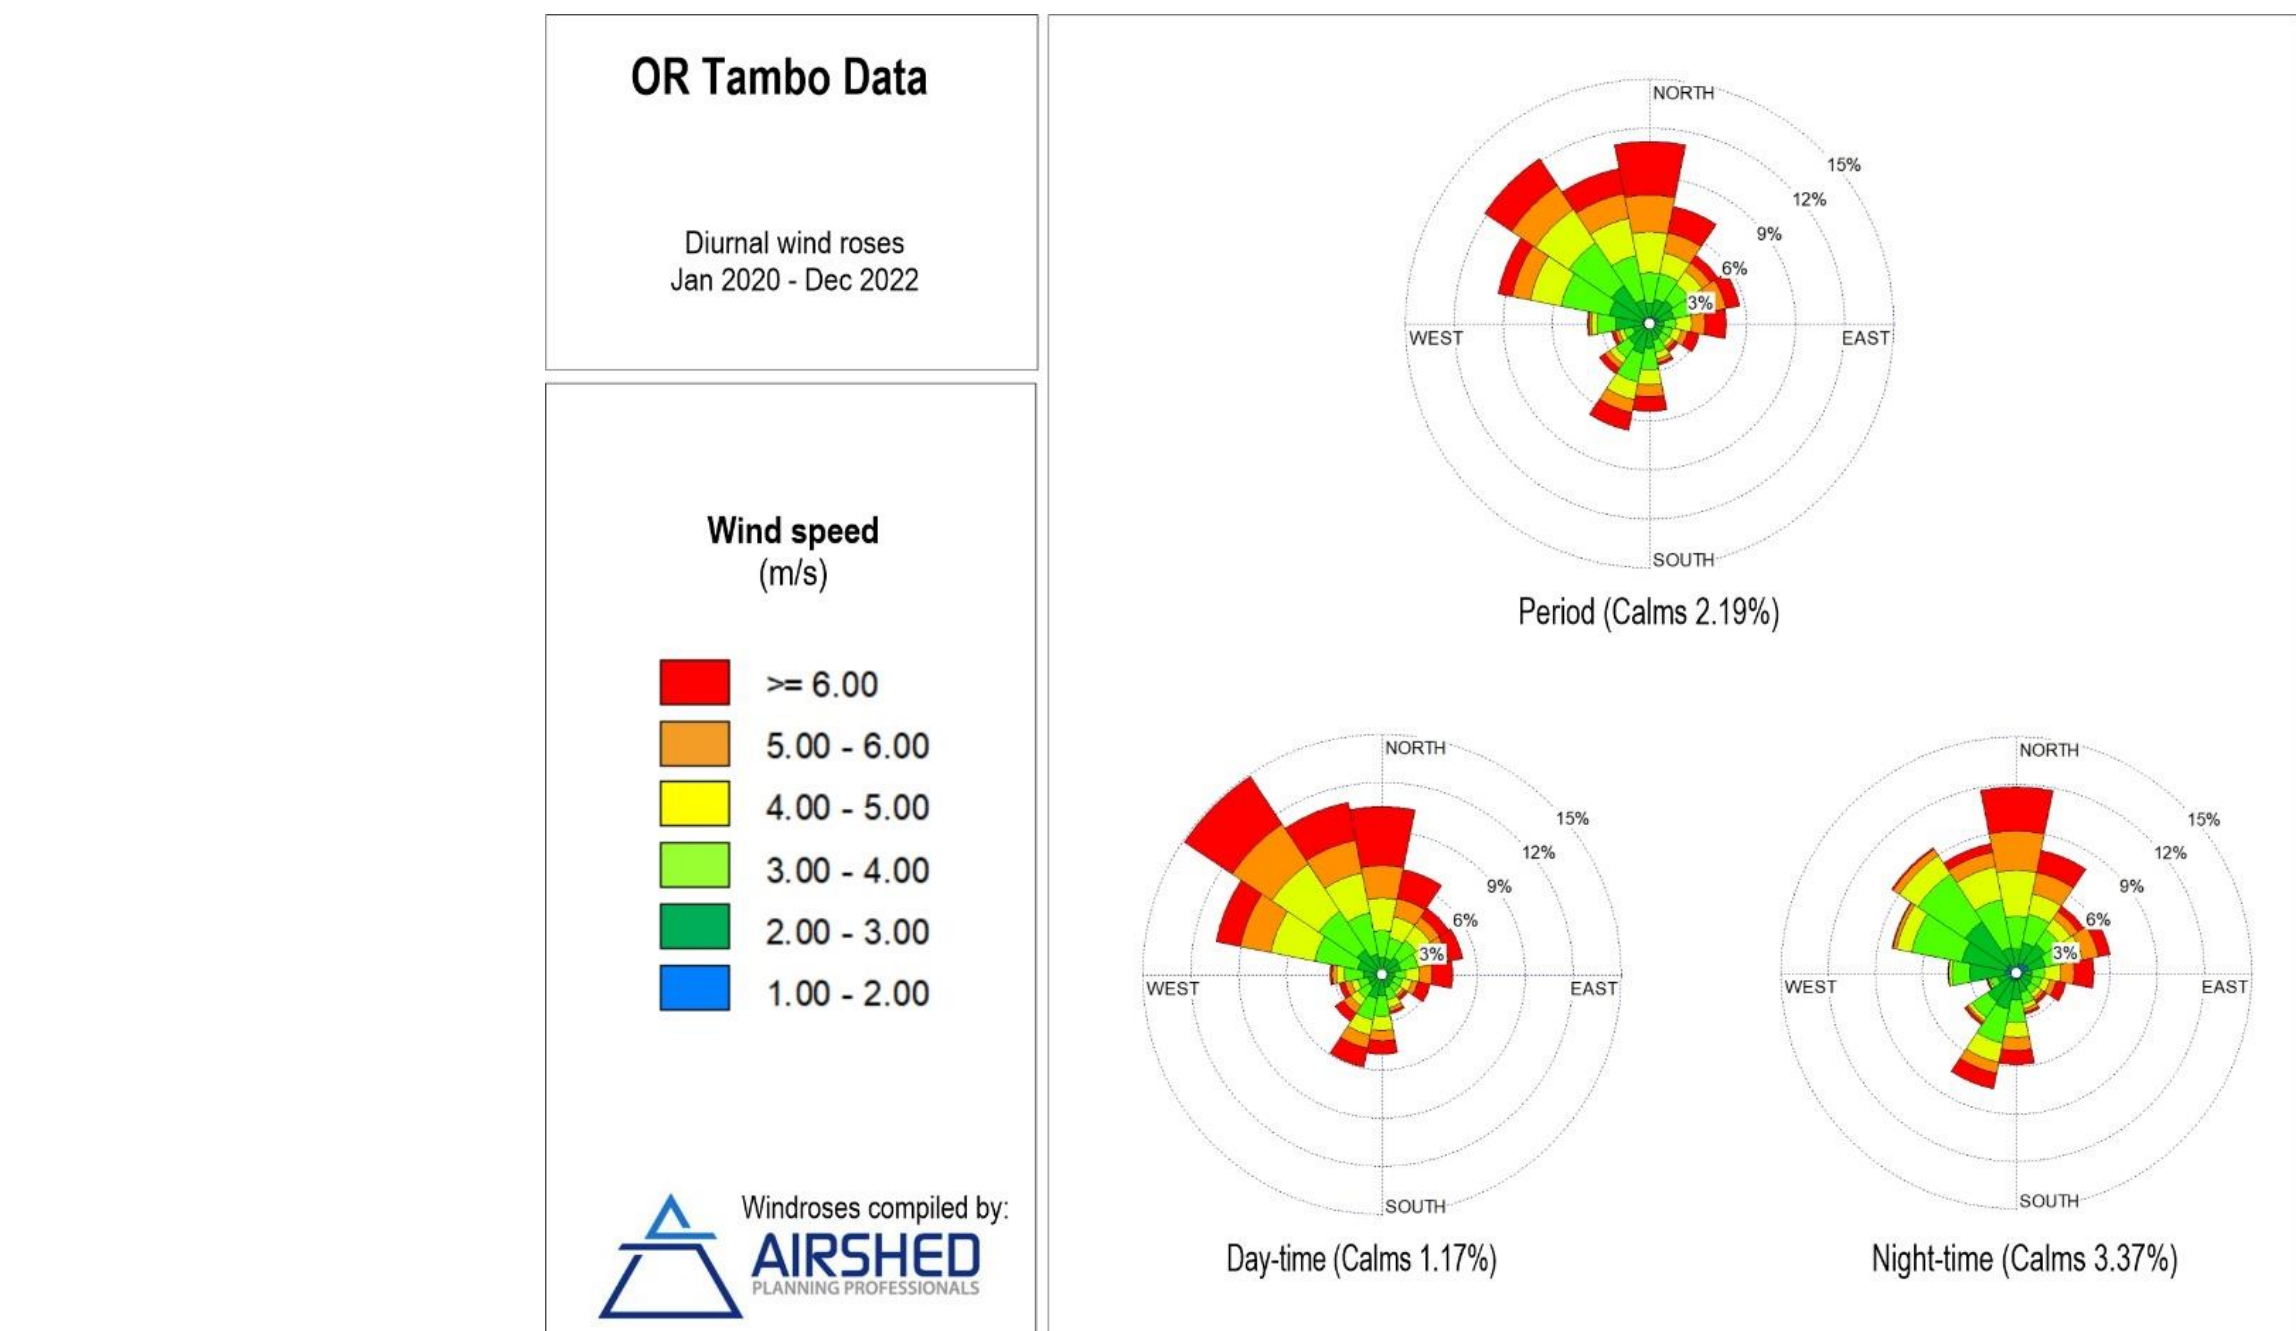 OR Tambo Data
Diurnal wind roses
Jan 2020 - Dec 2022
Wind speed
(m/s)
>= 6.00
5.00 - 6.00
4.00 - 5.00
3.00 - 4.00
2.00 - 3.00
1.00 - 2.00
Windroses compiled by:
AIRSHED
PLANNING PROFESSIONALS
NORTH
15%
12%
9%
6%
3%
WEST
EAST
SOUTH
Period (Calms 2.19%)
NORTH
15%
12%
9%
6%
3%
WEST
EAST
SOUTH
Day-time (Calms 1.17%)
NORTH
15%
12%
9%
6%
3%
WEST
EAST
SOUTH
Night-time (Calms 3.37%)